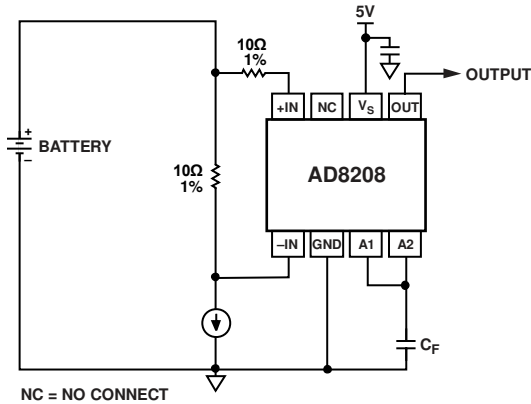 5V
10Ω
1%
OUTPUT
+IN
NC
VS
OUT
+
BATTERY
–
10Ω
1%
AD8208
–IN
GND
A1
A2
CF
NC = NO CONNECT